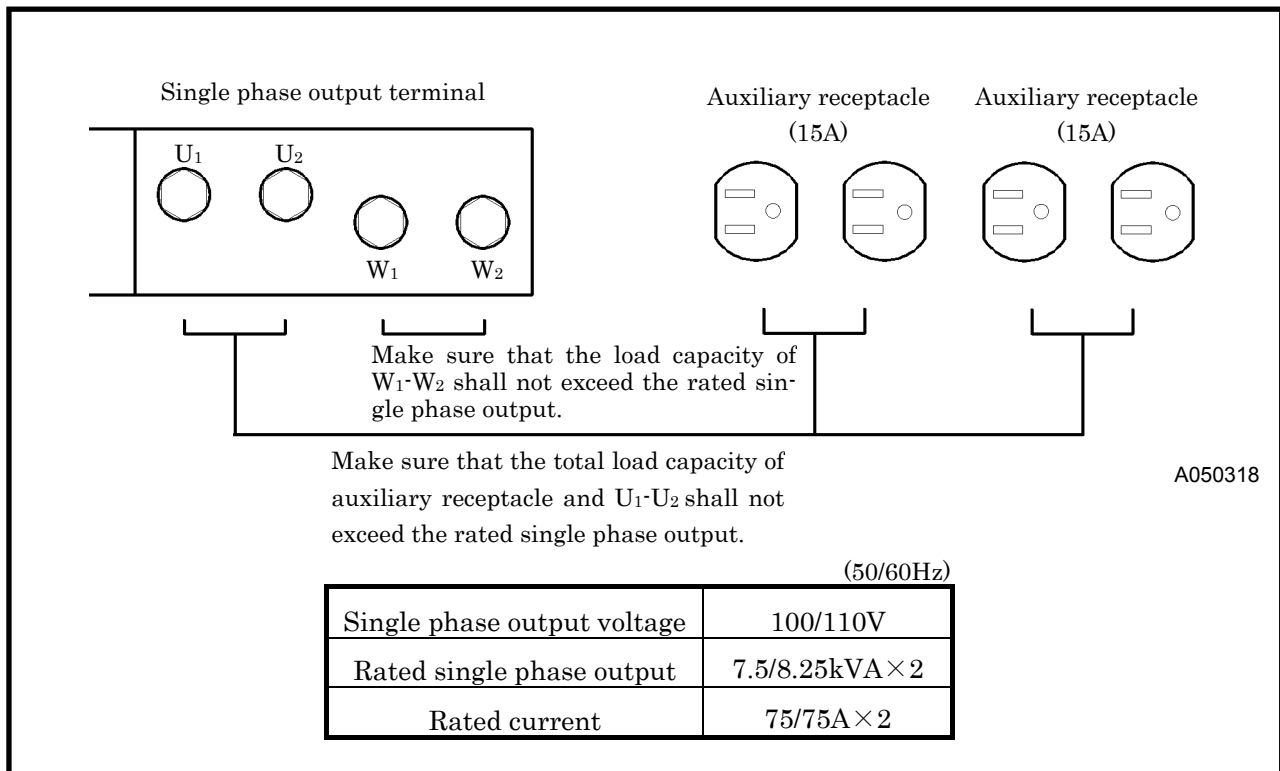 Single phase output terminal
Auxiliary receptacle
(15A)
Auxiliary receptacle
(15A)
U1 U2
W1 W2
Make sure that the load capacity of
W1-W2 shall not exceed the rated sin-
gle phase output.
Make sure that the total load capacity of
auxiliary receptacle and U1-U2 shall not
exceed the rated single phase output.
A050318
(50/60Hz)
Single phase output voltage 100/110V
Rated single phase output 7.5/8.25kVA×2
Rated current 75/75A×2